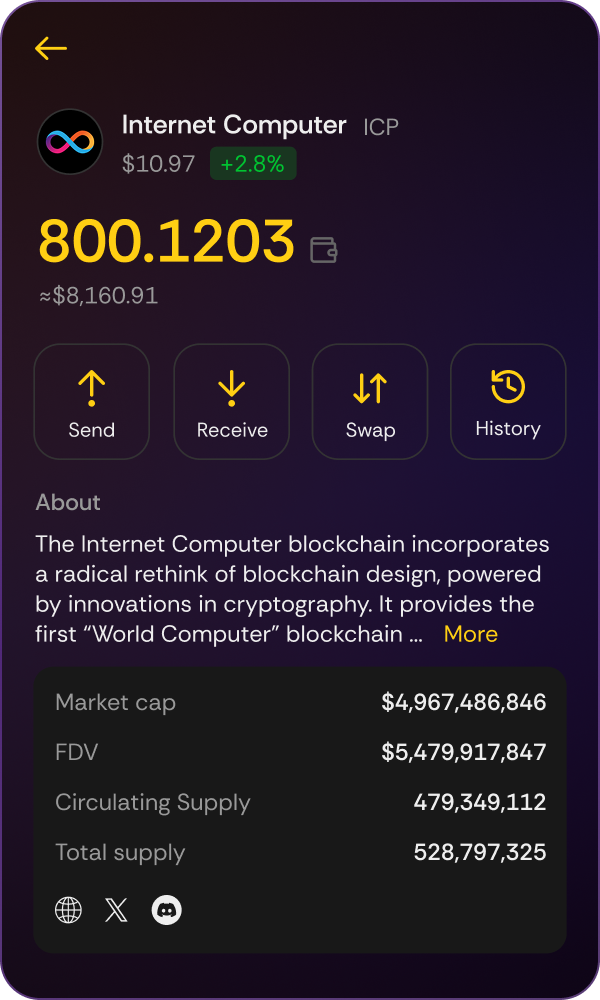 Internet Computer ICP
$10.97 +2.8%
800.1203
≈$8,160.91
Send Receive Swap History
About
The Internet Computer blockchain incorporates
a radical rethink of blockchain design, powered
by innovations in cryptography. It provides the
first “World Computer” blockchain ... More
Market cap $4,967,486,846
FDV $5,479,917,847
Circulating Supply 479,349,112
Total supply 528,797,325